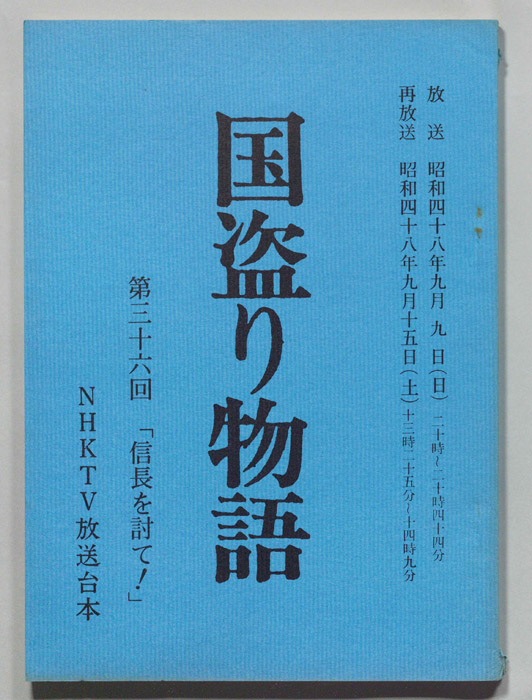 放送 昭和四十八年九月九日(日) 二十時～二十時四十四分
再放送 昭和四十八年九月十五日(土) 十三時二十五分～十四時九分
国盗り物語
第三十六回 「信長を討て!」
NHKTV放送台本